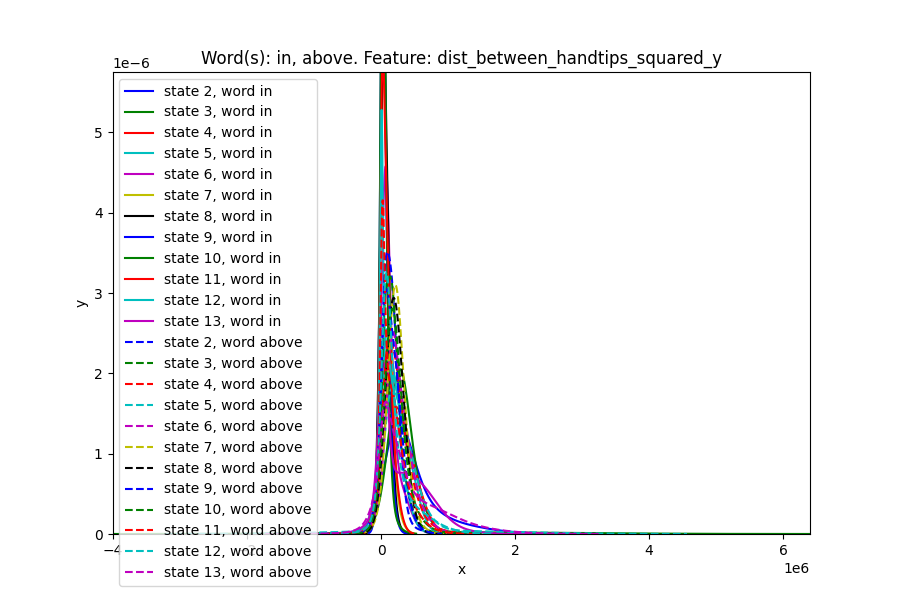 Word(s): in, above. Feature: dist_between_handtips_squared_y
1e−6
state 2, word in
state 3, word in
state 4, word in
state 5, word in
state 6, word in
state 7, word in
state 8, word in
state 9, word in
state 10, word in
state 11, word in
state 12, word in
state 13, word in
state 2, word above
state 3, word above
state 4, word above
state 5, word above
state 6, word above
state 7, word above
state 8, word above
state 9, word above
state 10, word above
state 11, word above
state 12, word above
state 13, word above
5
4
3
2
1
0
y
−4 0 2 4 6
x
1e6